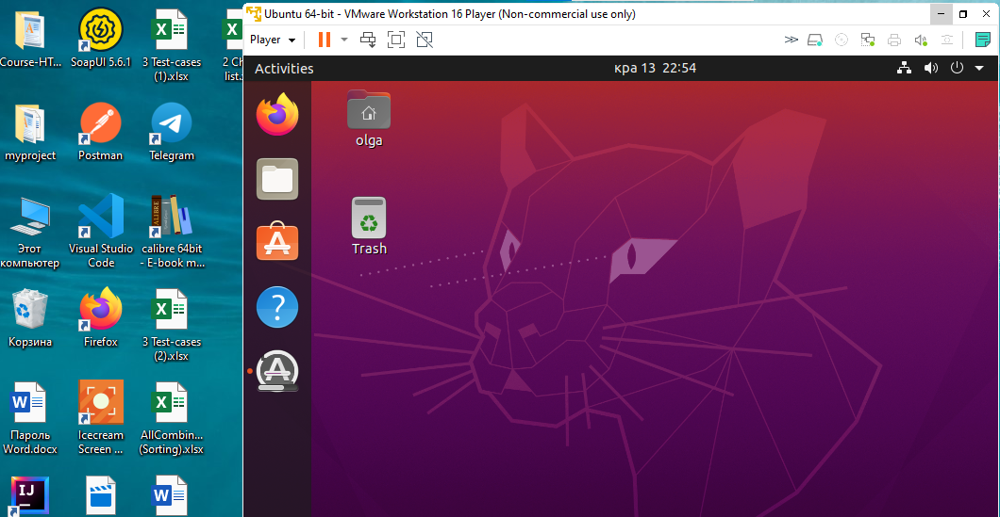 Course-HT...
SoapUI 5.6.1
3 Test-cases
(1).xlsx
2 Ch
list.
myproject
Postman
Telegram
Этот
компьютер
Visual Studio
Code
calibre 64bit
- E-book m...
Корзина
Firefox
3 Test-cases
(2).xlsx
Пароль
Word.docx
Icecream
Screen ...
AllCombin...
(Sorting).xlsx
Ubuntu 64-bit - VMware Workstation 16 Player (Non-commercial use only)
Player
Activities
кра 13 22:54
olga
Trash